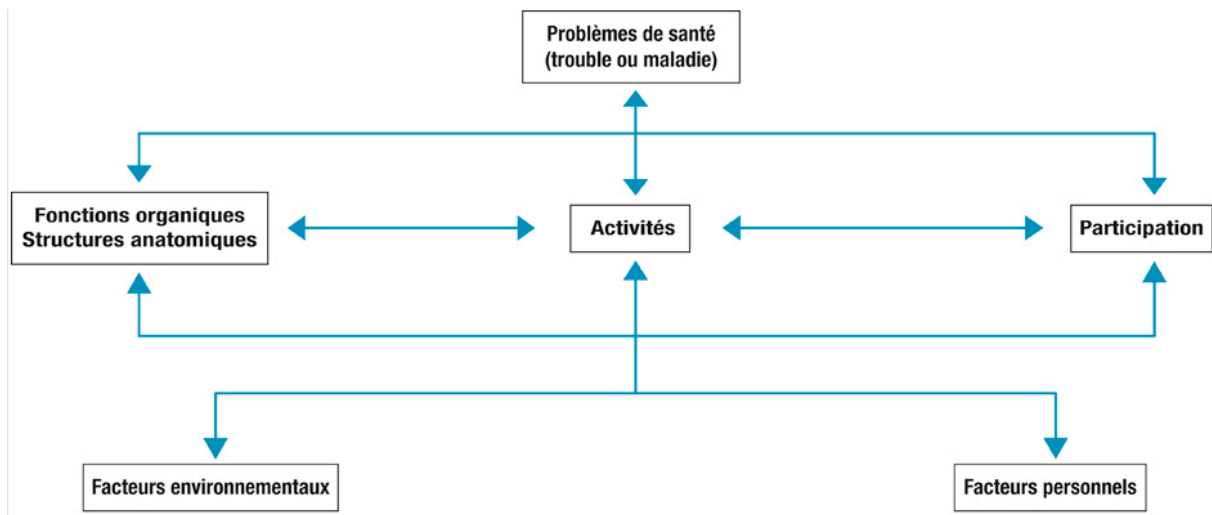 Problèmes de santé
(trouble ou maladie)
Fonctions organiques
Structures anatomiques
Activités
Participation
Facteurs environnementaux
Facteurs personnels